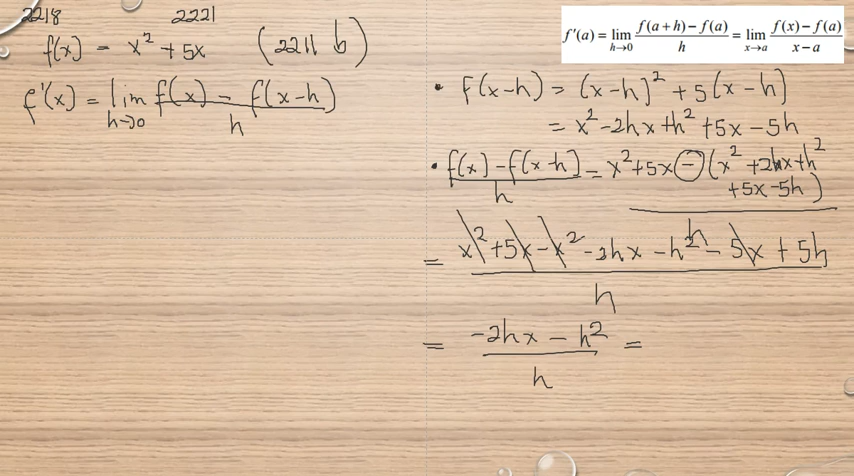 2218 2221
f(x) = x² + 5x (2211 b)
f'(x) = lim h→0 f(x) - f(x-h) / h
f'(a) = lim h→0 f(a + h) − f(a) / h = lim x→a f(x) − f(a) / x − a
• f(x-h) = (x-h)² + 5(x-h)
= x² -2hx+h² +5x -5h
• f(x) - f(x-h) / h = x²+5x - (x² +2hx+h²
+5x-5h)
h
= x² +5x -x² -2hx -h² - 5x + 5h / h
= -2hx - h² / h =